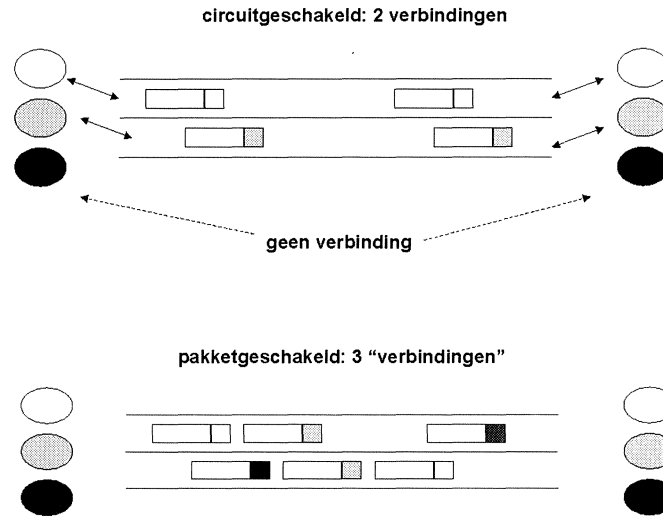 circuitgeschakeld: 2 verbindingen
geen verbinding
pakketgeschakeld: 3 “verbindingen”